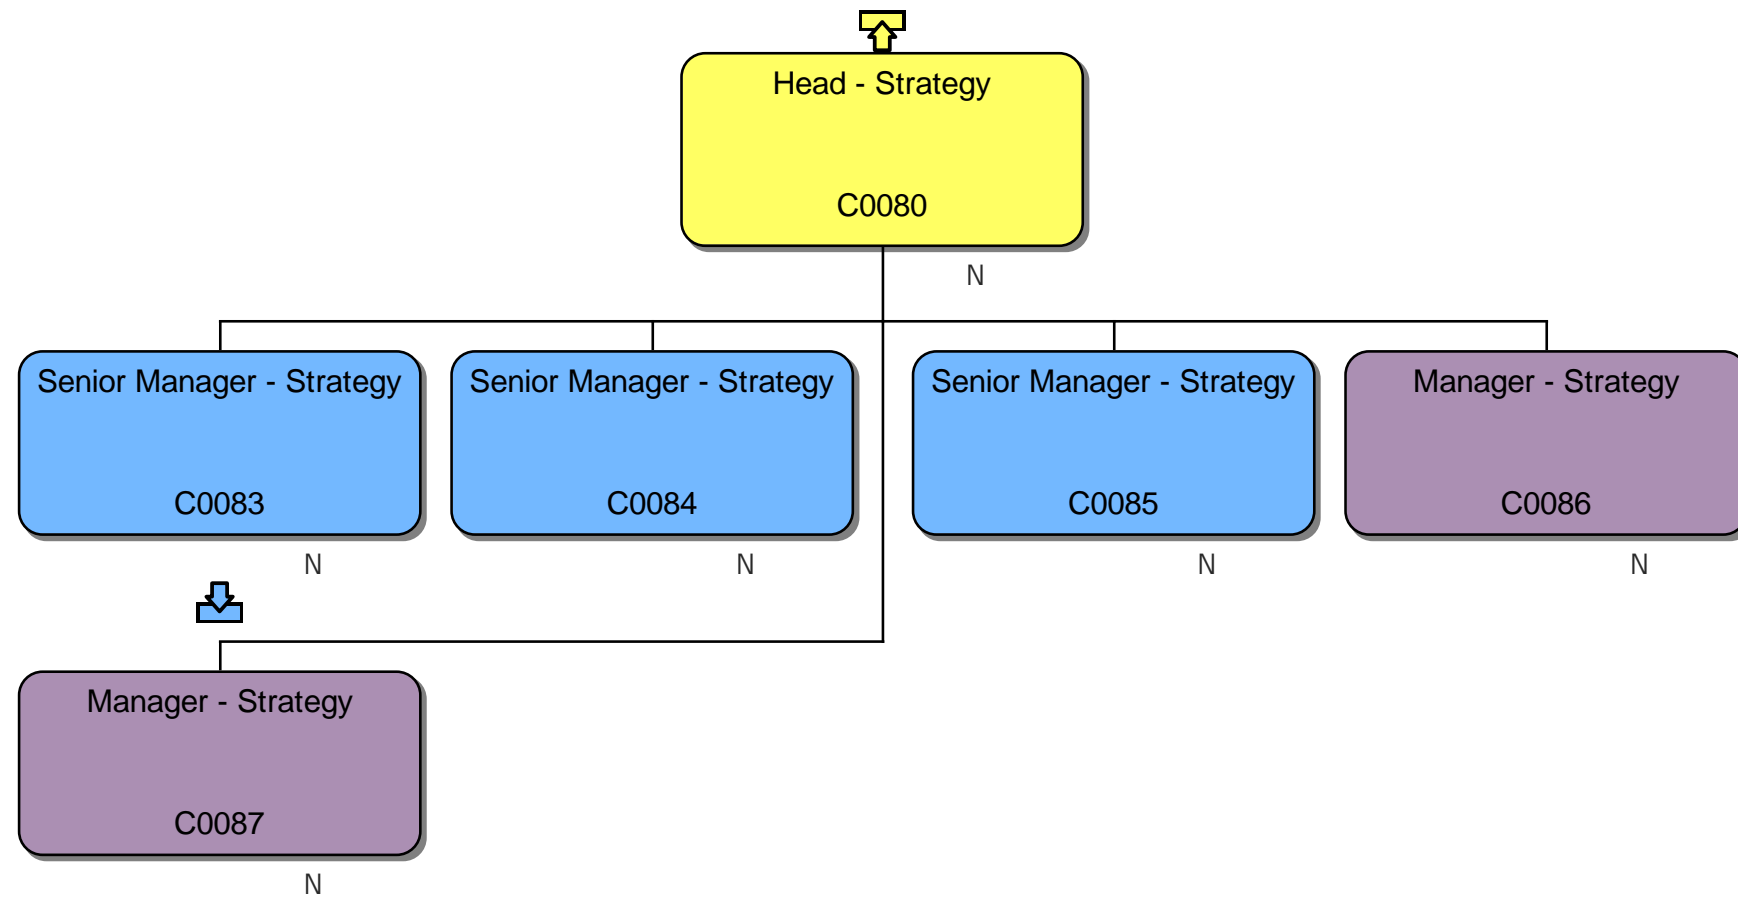 Head - Strategy
C0080
N
Senior Manager - Strategy
C0083
N
Senior Manager - Strategy
C0084
N
Senior Manager - Strategy
C0085
N
Manager - Strategy
C0086
N
Manager - Strategy
C0087
N